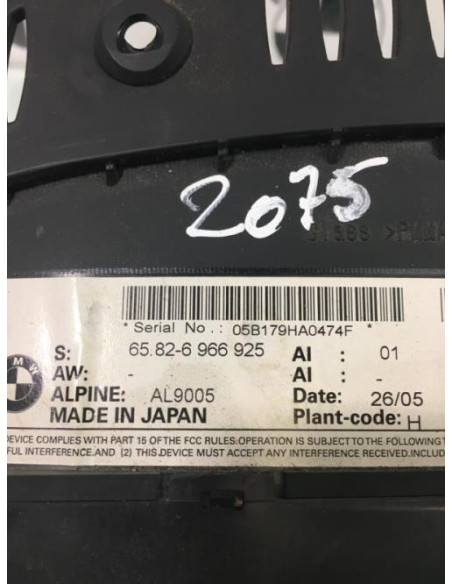 2075
* Serial No.: 05B179HA0474F *
S: 65.82-6 966 925 AI : 01
AW: - AI : -
ALPINE: AL9005 Date: 26/05
MADE IN JAPAN Plant-code: H
DEVICE COMPLIES WITH PART 15 OF THE FCC RULES:OPERATION IS SUBJECT TO THE FOLLOWING
INTERFERENCE.AND (2) THIS DEVICE MUST ACCEPT ANY INTERFERENCE RECEIVED.